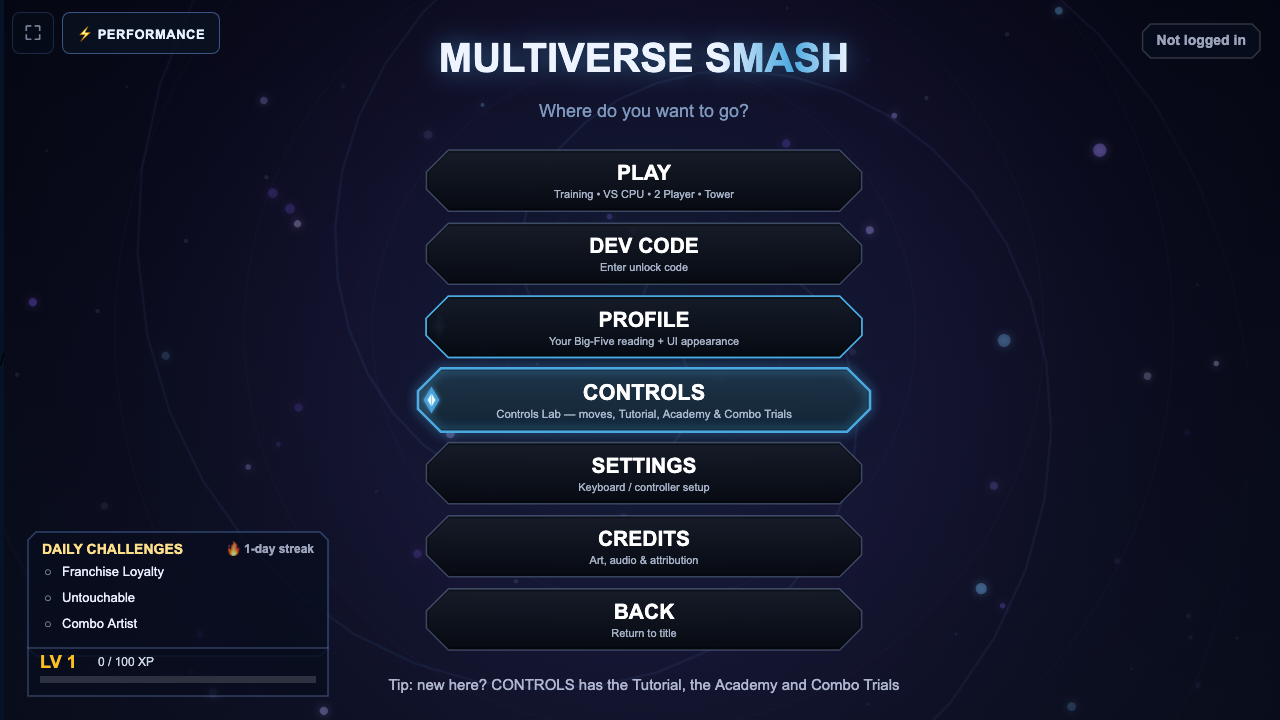 ⚡ PERFORMANCE
Not logged in
MULTIVERSE SMASH
Where do you want to go?
PLAY
Training • VS CPU • 2 Player • Tower
DEV CODE
Enter unlock code
PROFILE
Your Big-Five reading + UI appearance
CONTROLS
Controls Lab — moves, Tutorial, Academy & Combo Trials
SETTINGS
Keyboard / controller setup
CREDITS
Art, audio & attribution
BACK
Return to title
DAILY CHALLENGES 🔥 1-day streak
○ Franchise Loyalty
○ Untouchable
○ Combo Artist
LV 1 0 / 100 XP
Tip: new here? CONTROLS has the Tutorial, the Academy and Combo Trials